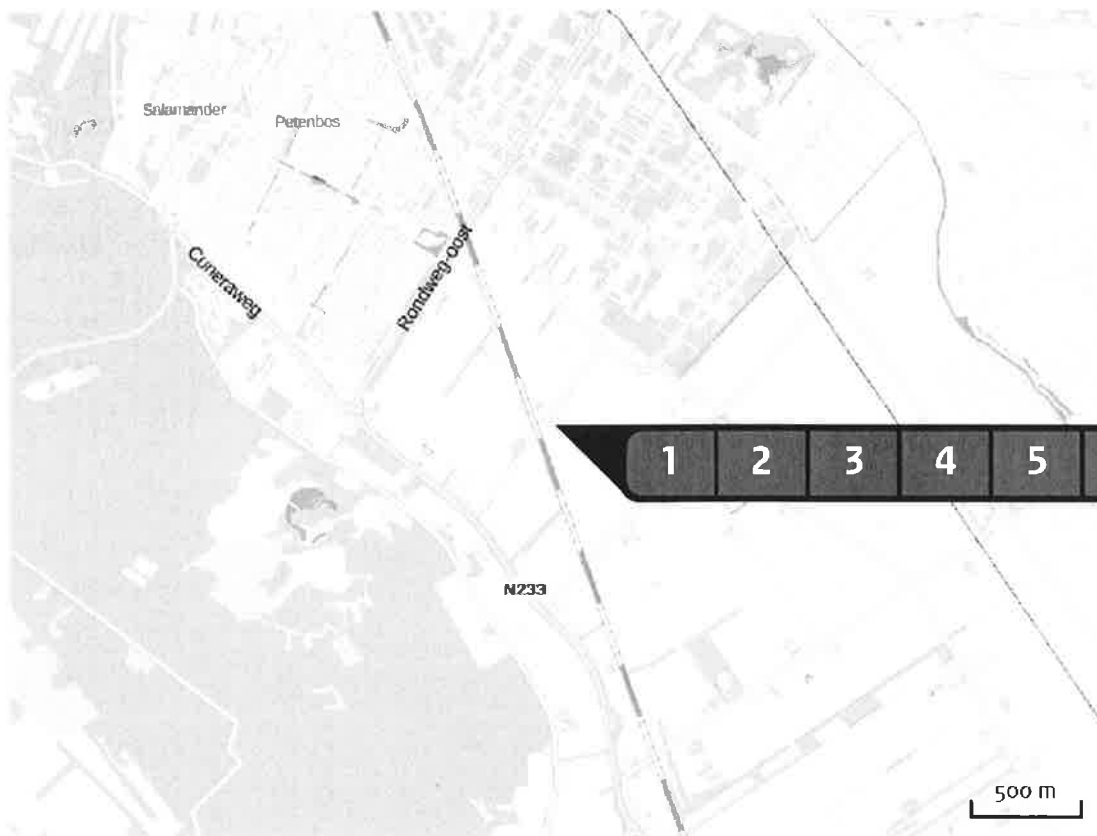 Salamander
Petenbos
Cuneraweg
Rondweg-oost
1 2 3 4 5
N233
500 m